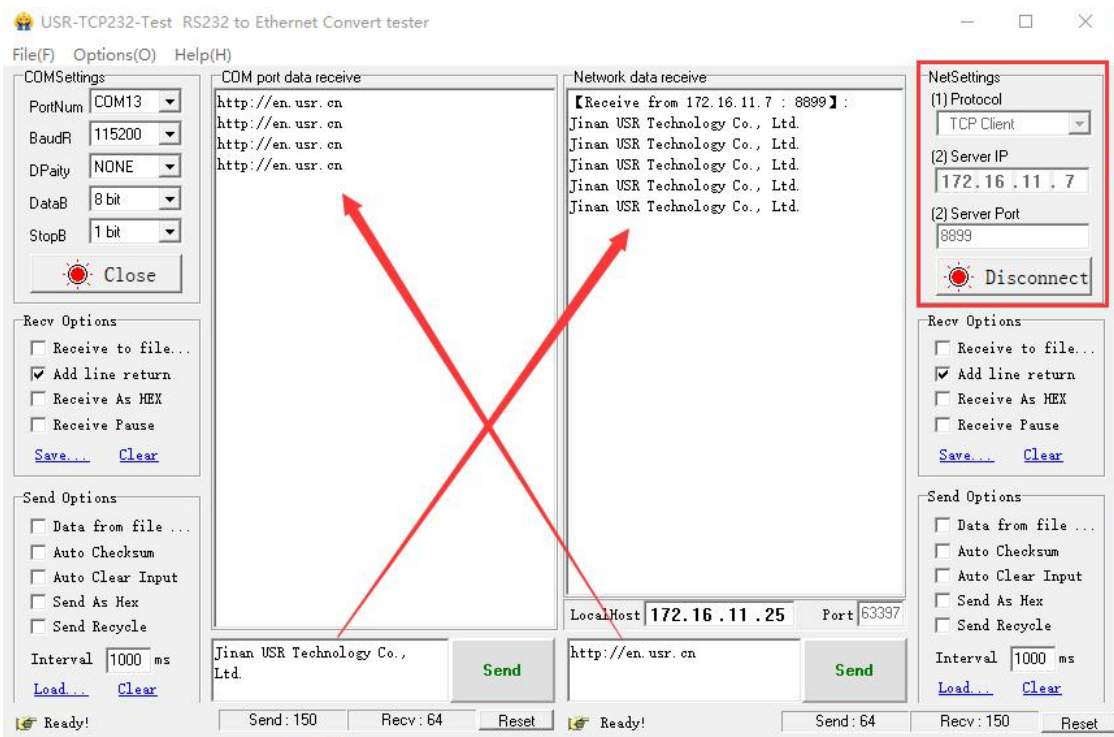 USR-TCP232-Test RS232 to Ethernet Convert tester
File(F) Options(O) Help(H)
COMSettings
PortNum COM13
BaudR 115200
DPaity NONE
DataB 8 bit
StopB 1 bit
Close
Recv Options
Receive to file...
Add line return
Receive As HEX
Receive Pause
Save... Clear
Send Options
Data from file ...
Auto Checksum
Auto Clear Input
Send As Hex
Send Recycle
Interval 1000 ms
Load... Clear
COM port data receive
http://en.usr.cn
http://en.usr.cn
http://en.usr.cn
http://en.usr.cn
Jinan USR Technology Co.,
Ltd.
Send
Network data receive
【Receive from 172.16.11.7 : 8899】:
Jinan USR Technology Co., Ltd.
Jinan USR Technology Co., Ltd.
Jinan USR Technology Co., Ltd.
Jinan USR Technology Co., Ltd.
Jinan USR Technology Co., Ltd.
LocalHost 172.16.11.25 Port 63397
http://en.usr.cn
Send
NetSettings
(1) Protocol
TCP Client
(2) Server IP
172.16.11.7
(2) Server Port
8899
Disconnect
Recv Options
Receive to file...
Add line return
Receive As HEX
Receive Pause
Save... Clear
Send Options
Data from file ...
Auto Checksum
Auto Clear Input
Send As Hex
Send Recycle
Interval 1000 ms
Load... Clear
Ready! Send : 150 Recv : 64 Reset
Ready! Send : 64 Recv : 150 Reset